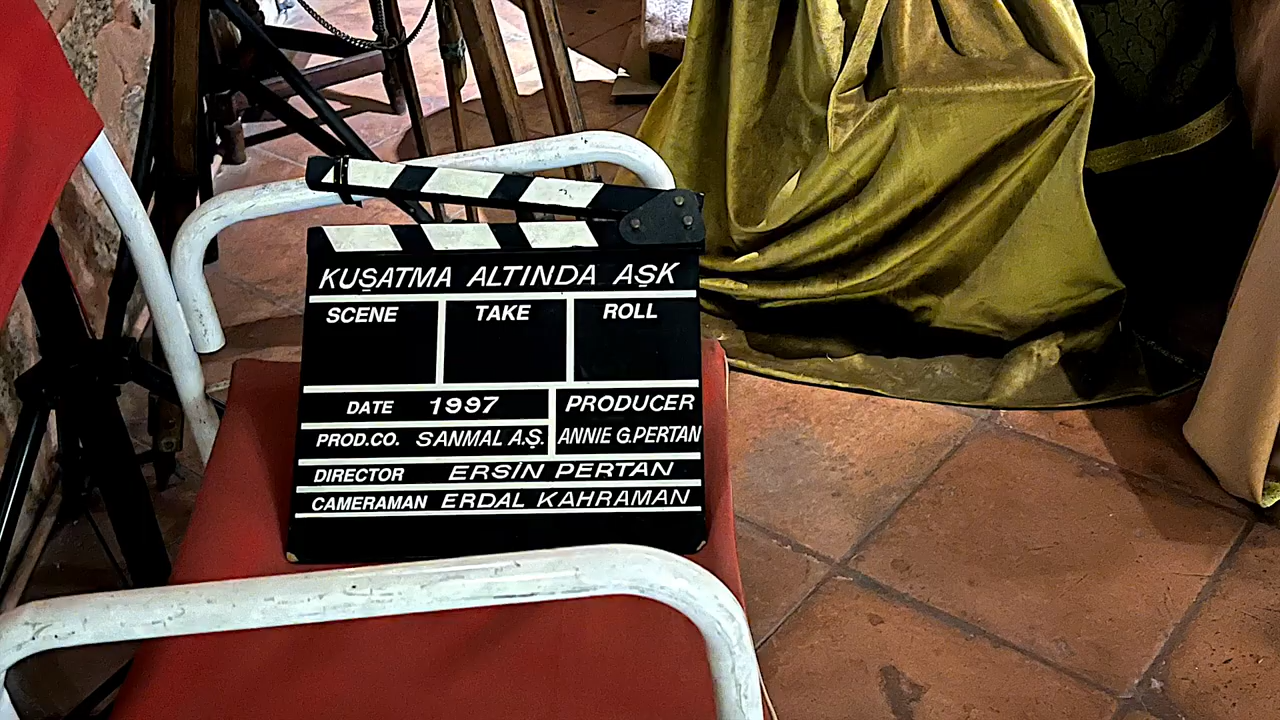 KUŞATMA ALTINDA AŞK
SCENE TAKE ROLL
DATE 1997 PRODUCER
PROD.CO. SANMAL A.Ş. ANNIE G.PERTAN
DIRECTOR ERSİN PERTAN
CAMERAMAN ERDAL KAHRAMAN